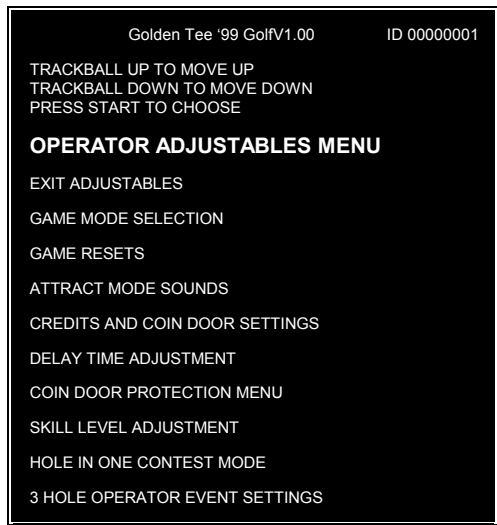 Golden Tee ‘99 GolfV1.00 ID 00000001
TRACKBALL UP TO MOVE UP
TRACKBALL DOWN TO MOVE DOWN
PRESS START TO CHOOSE
OPERATOR ADJUSTABLES MENU
EXIT ADJUSTABLES
GAME MODE SELECTION
GAME RESETS
ATTRACT MODE SOUNDS
CREDITS AND COIN DOOR SETTINGS
DELAY TIME ADJUSTMENT
COIN DOOR PROTECTION MENU
SKILL LEVEL ADJUSTMENT
HOLE IN ONE CONTEST MODE
3 HOLE OPERATOR EVENT SETTINGS